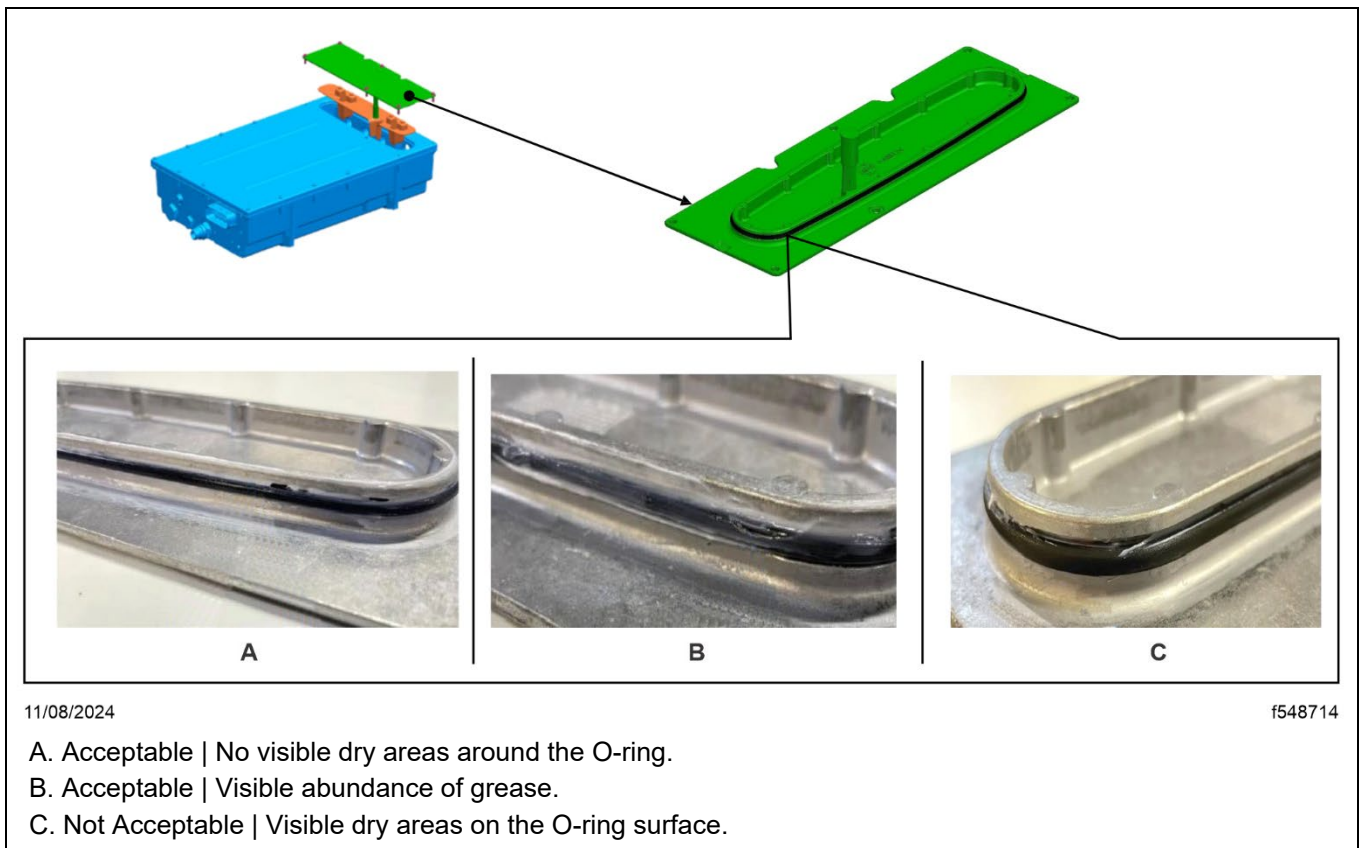 A
B
C
11/08/2024
f548714
A. Acceptable | No visible dry areas around the O-ring.
B. Acceptable | Visible abundance of grease.
C. Not Acceptable | Visible dry areas on the O-ring surface.